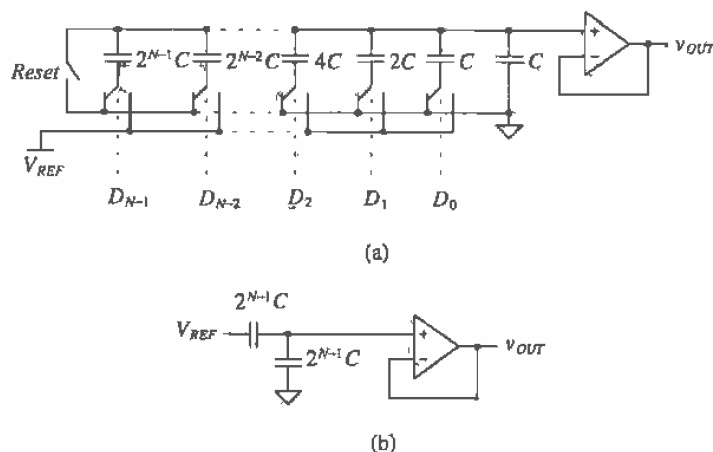 Reset
2^{N-1}C 2^{N-2}C 4C 2C C C
+
-
v_{OUT}
V_{REF}
D_{N-1} D_{N-2} D_2 D_1 D_0
(a)
2^{N-1}C
V_{REF}
+
-
v_{OUT}
2^{N-1}C
(b)